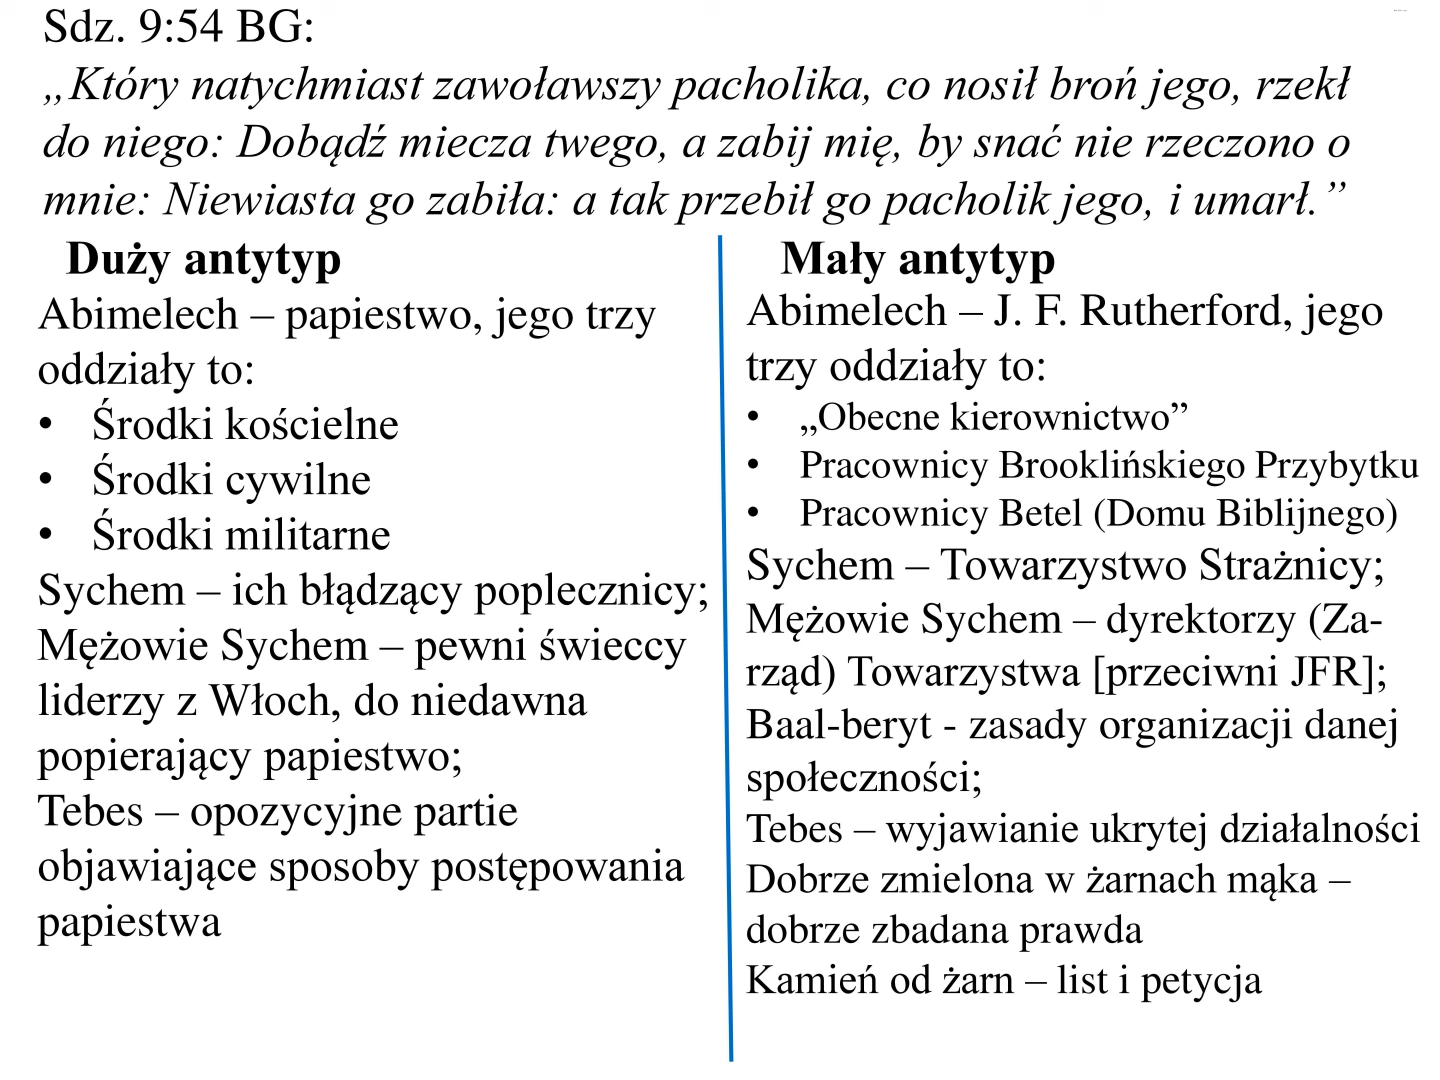 Sdz. 9:54 BG:
„Który natychmiast zawoławszy pacholika, co nosił broń jego, rzekł
do niego: Dobądź miecza twego, a zabij mię, by snać nie rzeczono o
mnie: Niewiasta go zabiła: a tak przebił go pacholik jego, i umarł.”
Duży antytyp
Abimelech – papiestwo, jego trzy
oddziały to:
• Środki kościelne
• Środki cywilne
• Środki militarne
Sychem – ich błądzący poplecznicy;
Mężowie Sychem – pewni świeccy
liderzy z Włoch, do niedawna
popierający papiestwo;
Tebes – opozycyjne partie
objawiające sposoby postępowania
papiestwa
Mały antytyp
Abimelech – J. F. Rutherford, jego
trzy oddziały to:
• „Obecne kierownictwo”
• Pracownicy Brooklińskiego Przybytku
• Pracownicy Betel (Domu Biblijnego)
Sychem – Towarzystwo Strażnicy;
Mężowie Sychem – dyrektorzy (Za-
rząd) Towarzystwa [przeciwni JFR];
Baal-beryt - zasady organizacji danej
społeczności;
Tebes – wyjawianie ukrytej działalności
Dobrze zmielona w żarnach mąka –
dobrze zbadana prawda
Kamień od żarn – list i petycja